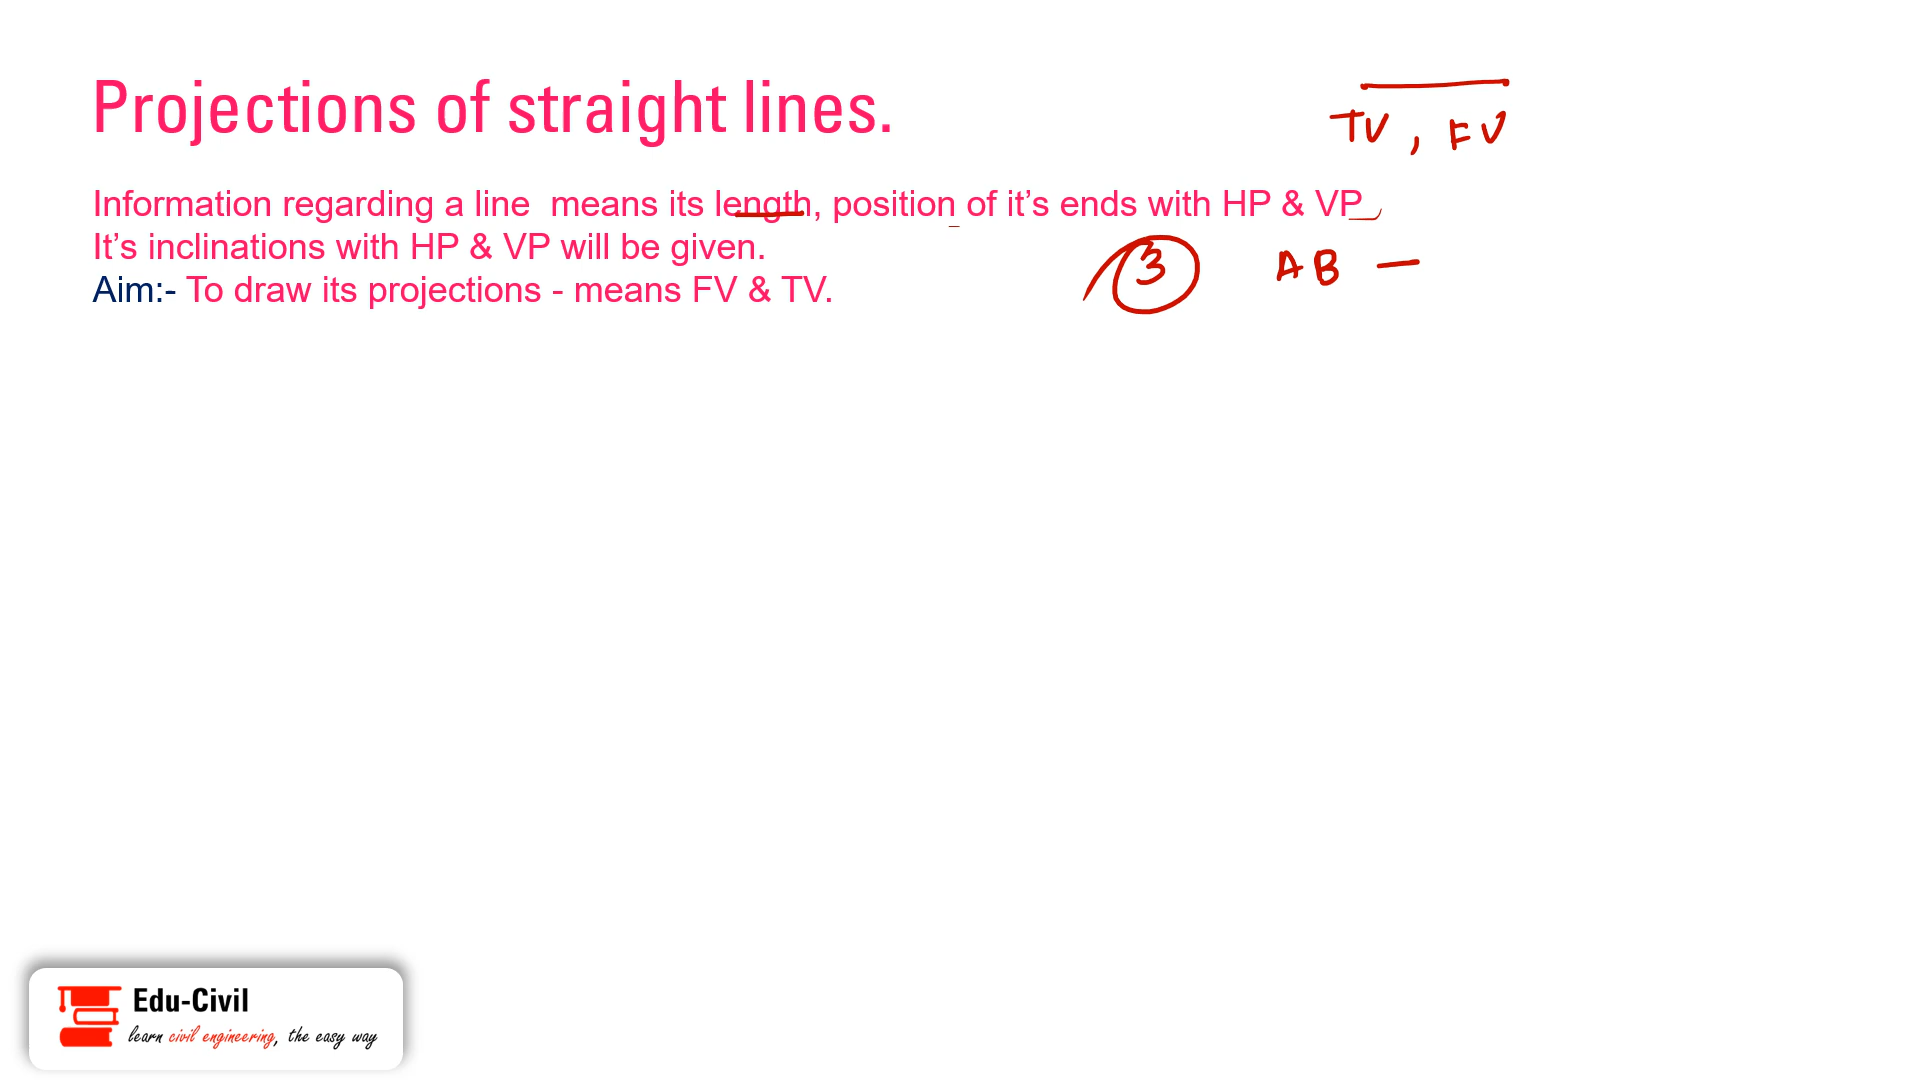 Projections of straight lines.
TV , FV
Information regarding a line means its length, position of it’s ends with HP & VP
It’s inclinations with HP & VP will be given.
3 AB —
Aim:- To draw its projections - means FV & TV.
Edu-Civil
learn civil engineering, the easy way